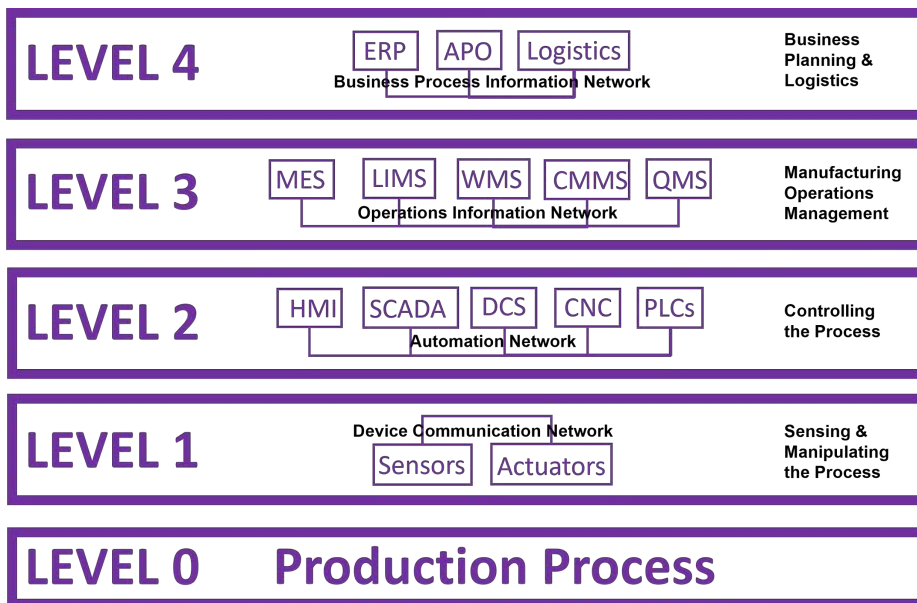 LEVEL 4
ERP APO Logistics
Business Process Information Network
Business
Planning &
Logistics
LEVEL 3
MES LIMS WMS CMMS QMS
Operations Information Network
Manufacturing
Operations
Management
LEVEL 2
HMI SCADA DCS CNC PLCs
Automation Network
Controlling
the Process
LEVEL 1
Device Communication Network
Sensors Actuators
Sensing &
Manipulating
the Process
LEVEL 0 Production Process